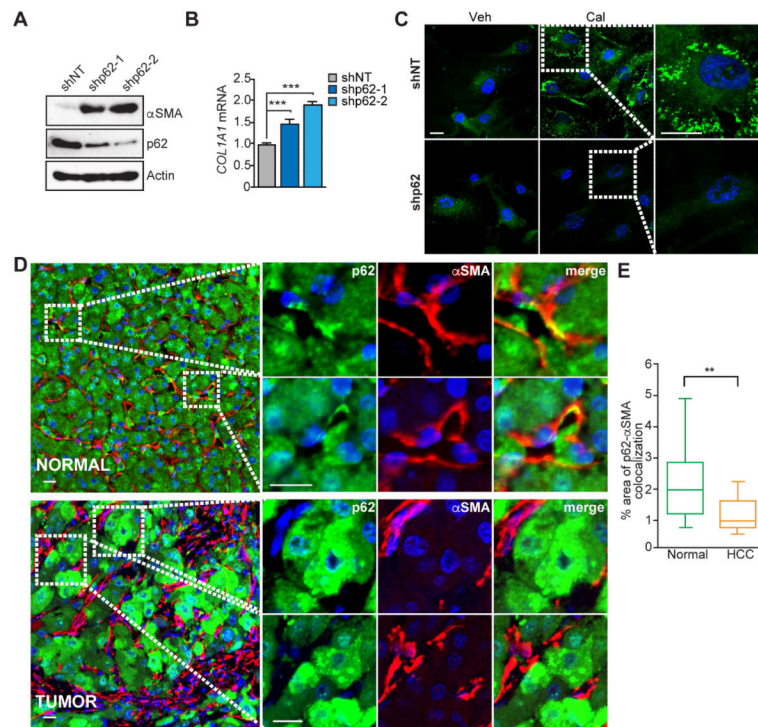 A
shNT
shp62-1
shp62-2
αSMA
p62
Actin
B
COL1A1 mRNA
2.5
2.0
1.5
1.0
0.5
0
***
***
shNT
shp62-1
shp62-2
C
Veh
Cal
shNT
shp62
D
NORMAL
p62
αSMA
merge
TUMOR
p62
αSMA
merge
E
% area of p62-αSMA
colocalization
6
5
4
3
2
1
0
**
Normal
HCC